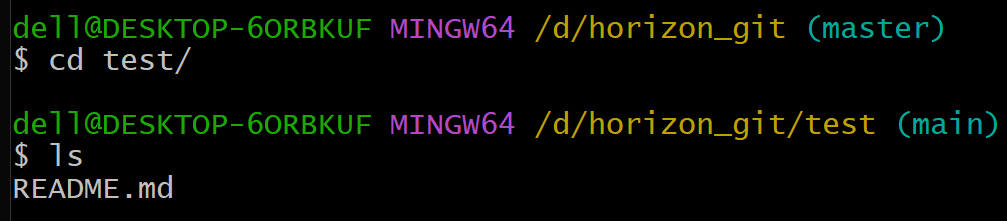 dell@DESKTOP-6ORBKUF MINGW64 /d/horizon_git (master)
$ cd test/
dell@DESKTOP-6ORBKUF MINGW64 /d/horizon_git/test (main)
$ ls
README.md